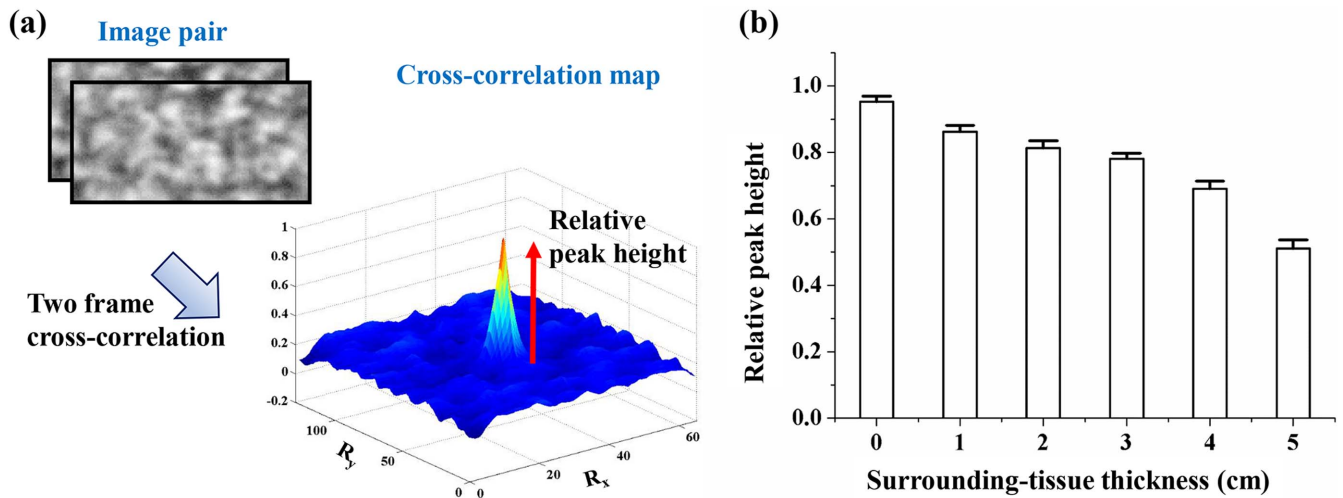 (a)
Image pair
Cross-correlation map
Two frame
cross-correlation
Relative
peak height
1
0.8
0.6
0.4
0.2
0
-0.2
100
50
0
R_y
0
20
40
60
R_x
(b)
Relative peak height
1.0
0.8
0.6
0.4
0.2
0.0
0 1 2 3 4 5
Surrounding-tissue thickness (cm)